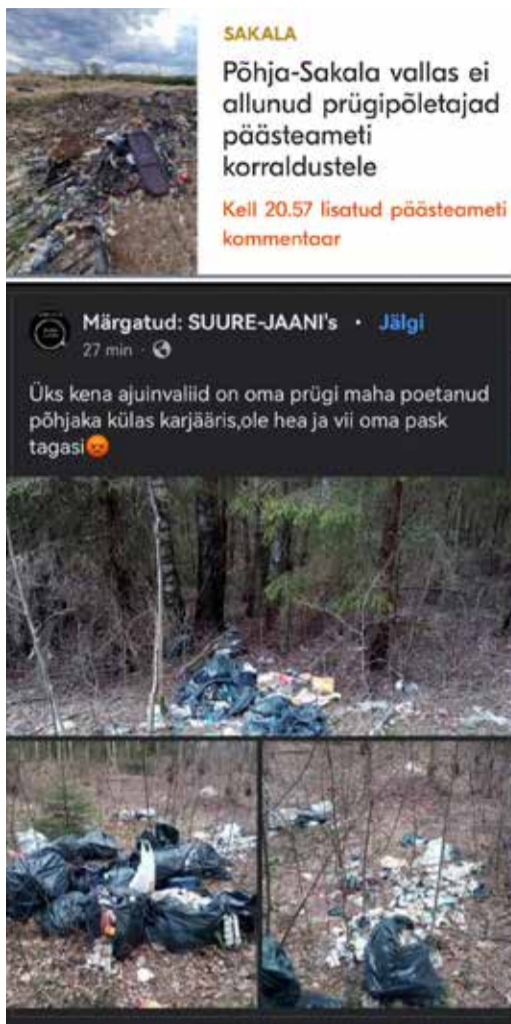 SAKALA
Põhja-Sakala vallas ei
allunud prügipõletajad
päästeameti
korraldustele
Kell 20.57 lisatud päästeameti
kommentaar
Märgatud: SUURE-JAANI's • Jälgi
27 min ·
Üks kena ajuinvaliid on oma prügi maha poetanud
põhjaka külas karjääris,ole hea ja vii oma pask
tagasi😡